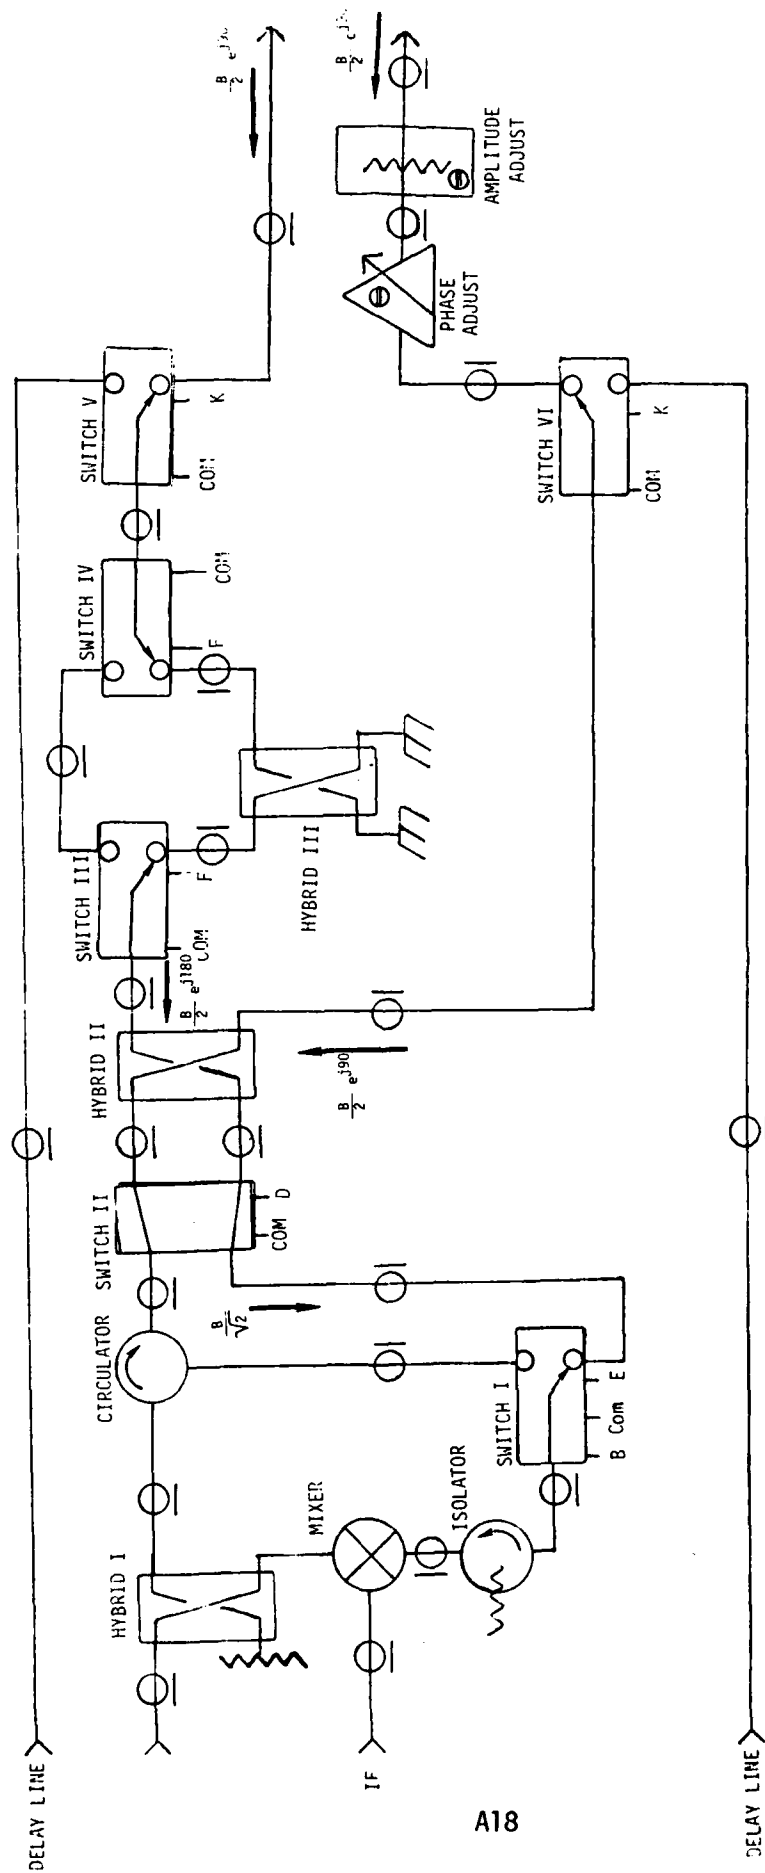 DELAY LINE
HYBRID I
CIRCULATOR
SWITCH II
COM
D
HYBRID II
SWITCH III
COM
F
SWITCH IV
F
COM
SWITCH V
COM
K
B/2
B/√2
B/2 e^j180
B/2 e^j90
HYBRID III
B/2
AMPLITUDE
ADJUST
PHASE
ADJUST
MIXER
ISOLATOR
SWITCH I
B
Com
E
SWITCH VI
COM
K
IF
DELAY LINE
A18